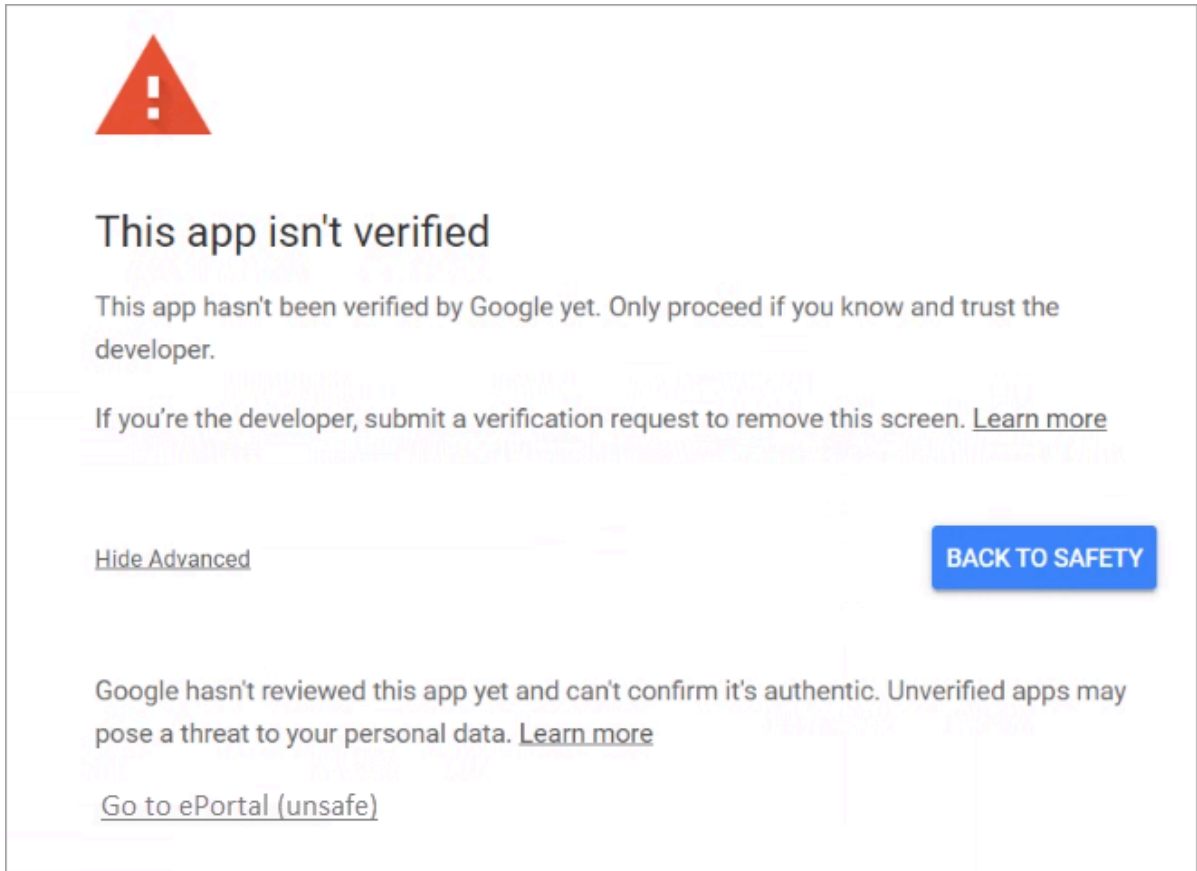 This app isn't verified
This app hasn't been verified by Google yet. Only proceed if you know and trust the
developer.
If you’re the developer, submit a verification request to remove this screen. Learn more
Hide Advanced
BACK TO SAFETY
Google hasn't reviewed this app yet and can't confirm it's authentic. Unverified apps may
pose a threat to your personal data. Learn more
Go to ePortal (unsafe)